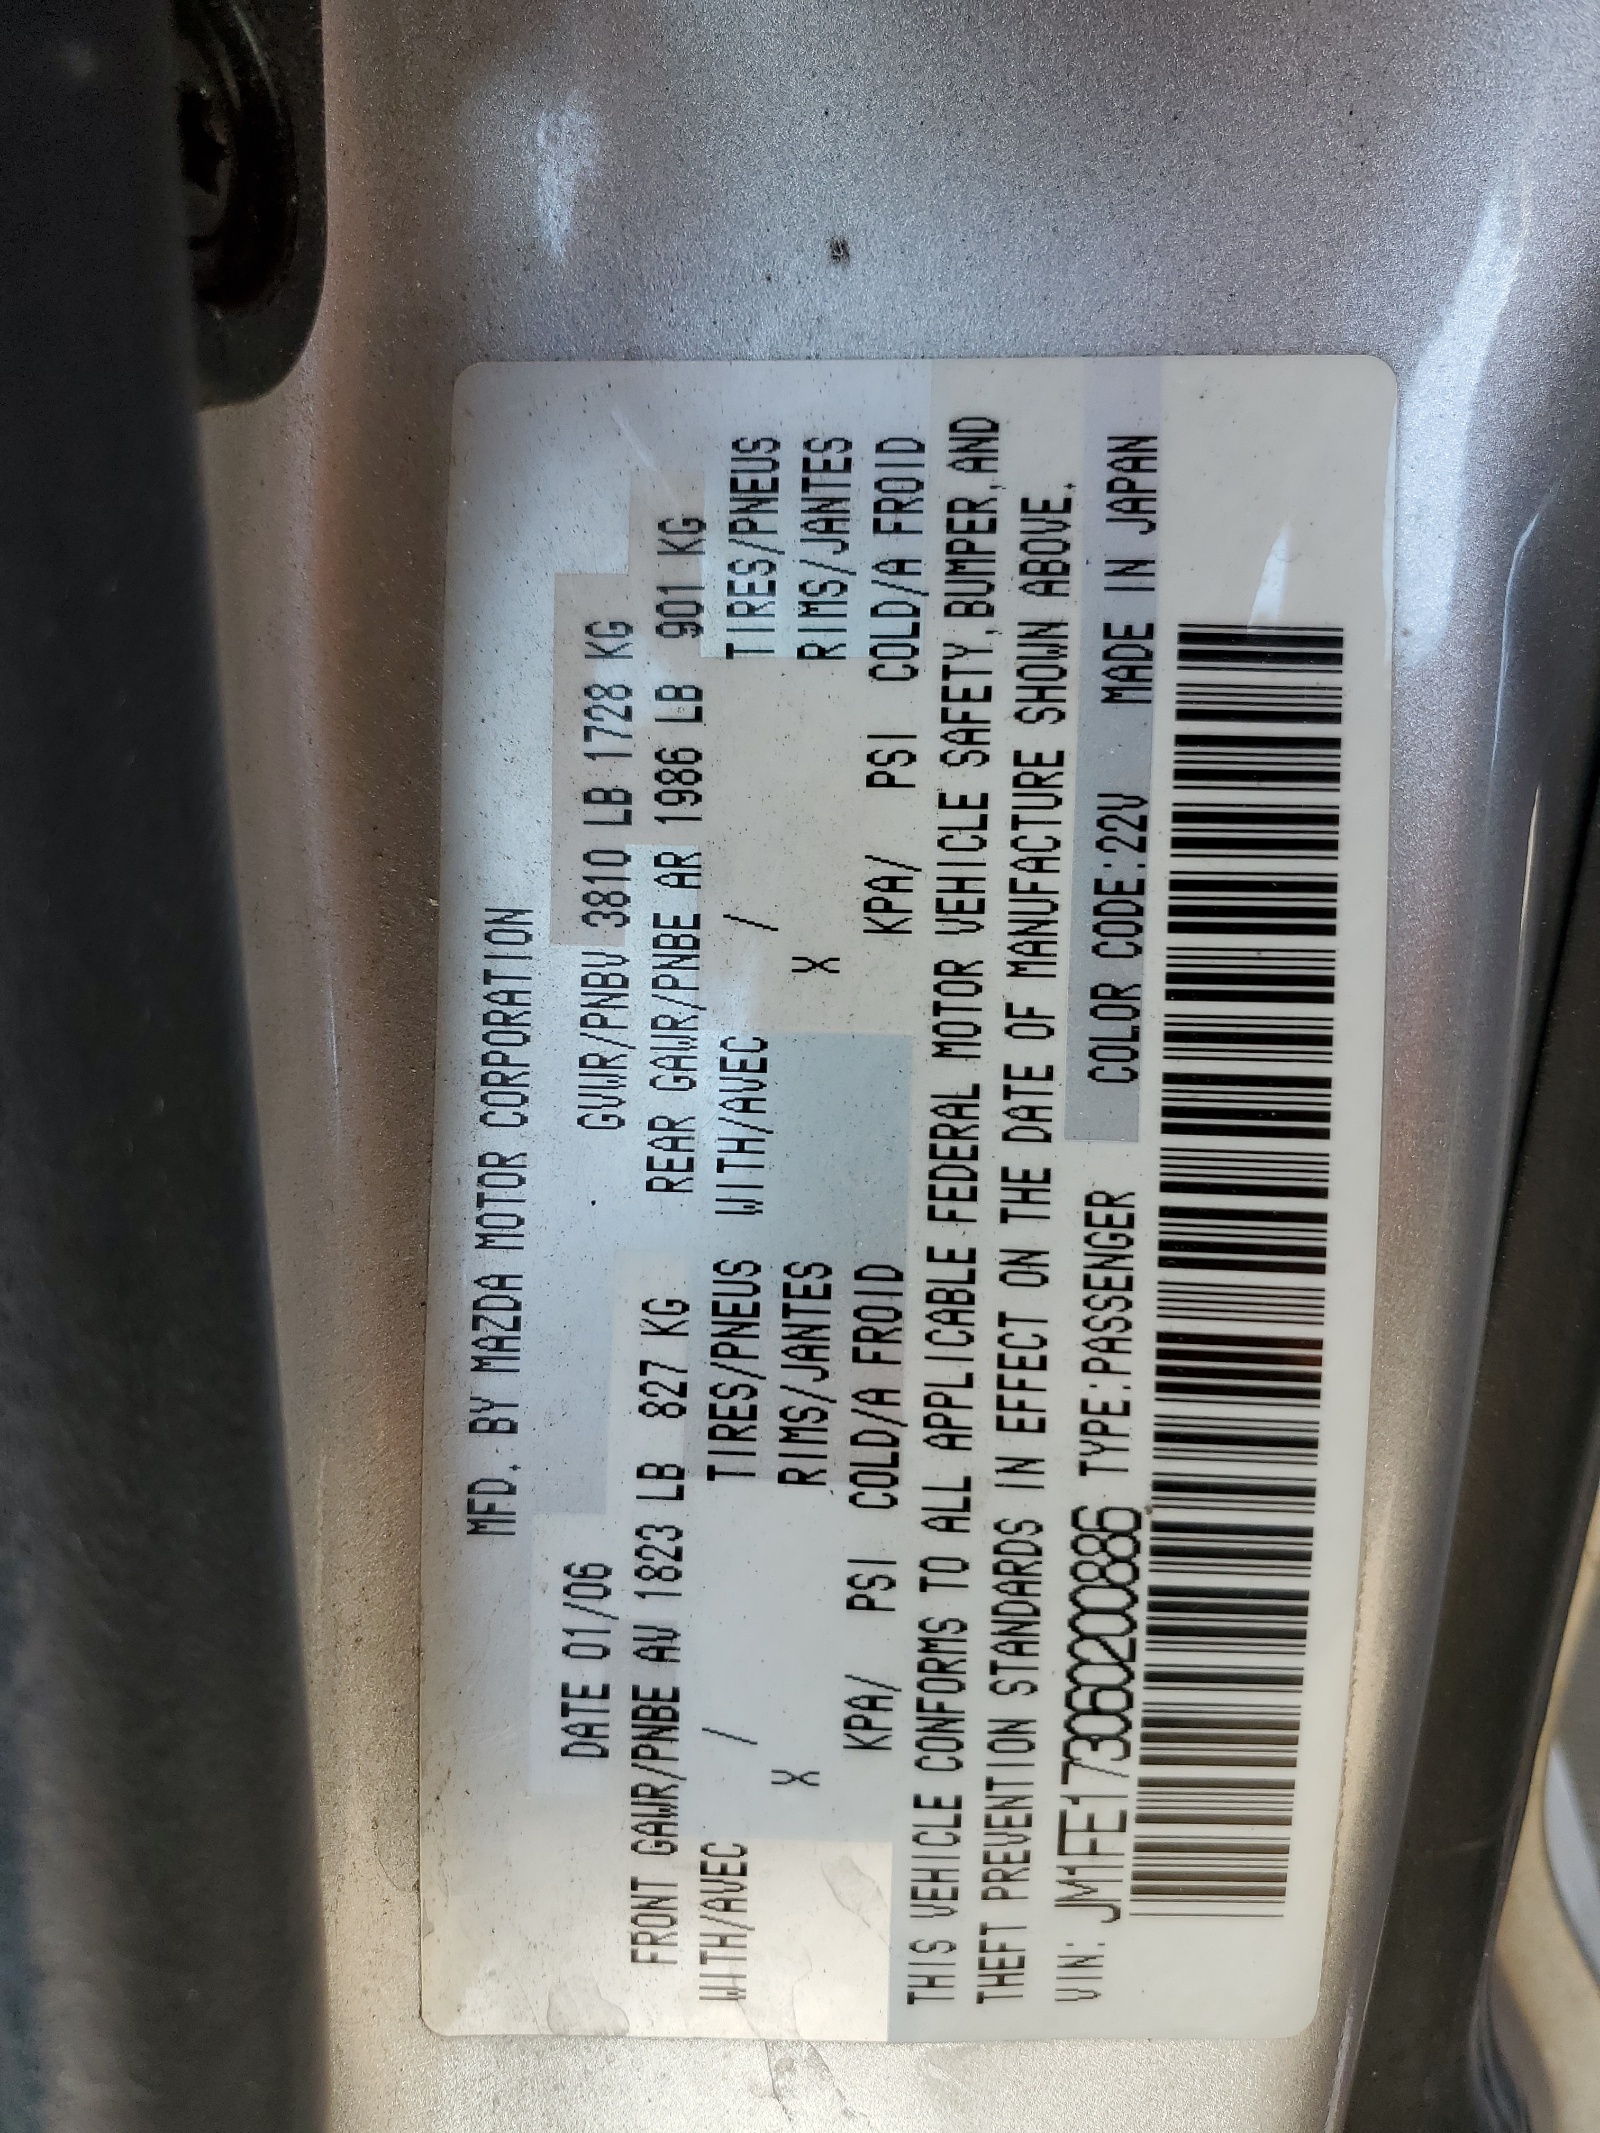 MFD. BY MAZDA MOTOR CORPORATION
DATE 01/06 GVWR/PNBV 3810 LB 1728 KG
FRONT GAWR/PNBE AV 1823 LB 827 KG REAR GAWR/PNBE AR 1986 LB 901 KG
WITH/AVEC / TIRES/PNEUS WITH/AVEC / TIRES/PNEUS
X RIMS/JANTES X RIMS/JANTES
KPA/ PSI COLD/A FROID KPA/ PSI COLD/A FROID
THIS VEHICLE CONFORMS TO ALL APPLICABLE FEDERAL MOTOR VEHICLE SAFETY,BUMPER,AND
THEFT PREVENTION STANDARDS IN EFFECT ON THE DATE OF MANUFACTURE SHOWN ABOVE.
VIN: JM1FE173060200886 TYPE:PASSENGER COLOR CODE:22V MADE IN JAPAN